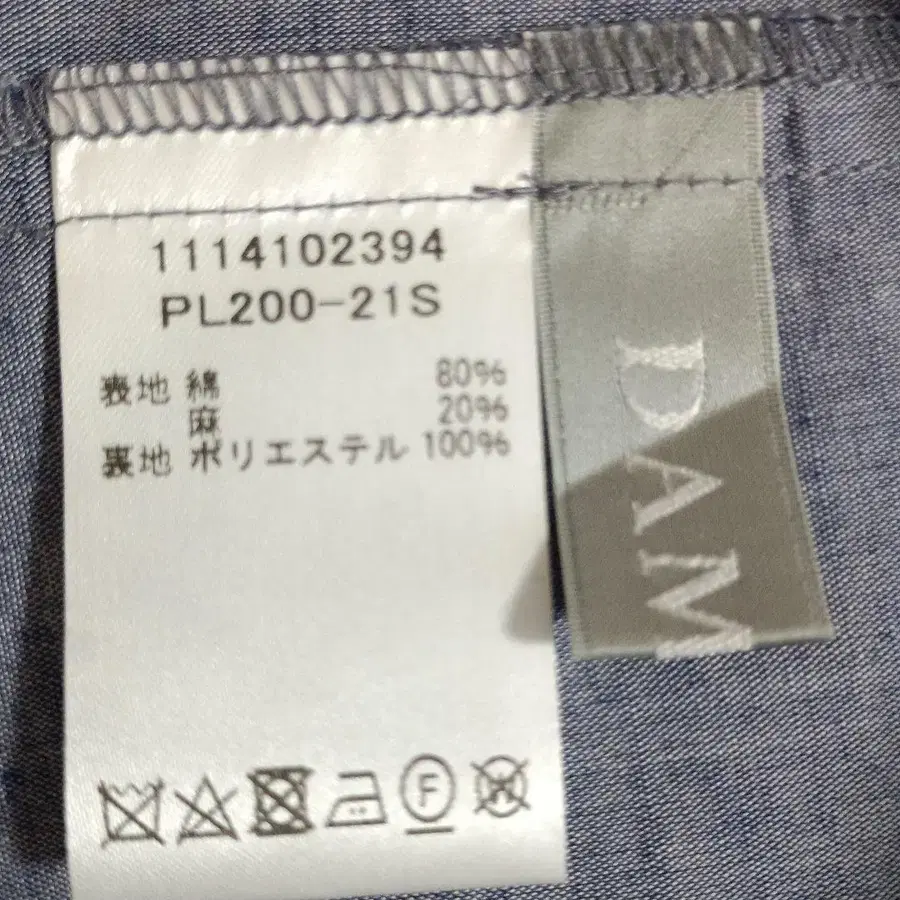 1114102394
PL200-21S
表地 綿 80%
麻 20%
裏地 ポリエステル 100%
F
W
DAM